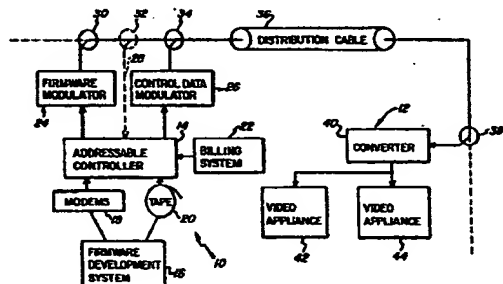 30
32
34
36
DISTRIBUTION CABLE
28
FIRMWARE
MODULATOR
CONTROL DATA
MODULATOR
24
26
14
22
ADDRESSABLE
CONTROLLER
BILLING
SYSTEM
12
40
CONVERTER
38
MODEMS
18
TAPE
20
VIDEO
APPLIANCE
VIDEO
APPLIANCE
42
44
10
FIRMWARE
DEVELOPMENT
SYSTEM
16